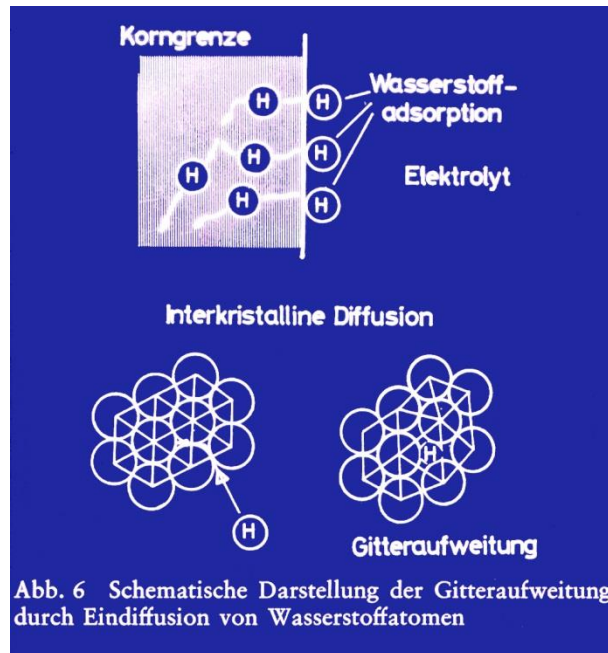 Korngrenze
H
H
Wasserstoff-
adsorption
H
H
H
Elektrolyt
H
H
Interkristalline Diffusion
H
H
Gitteraufweitung
Abb. 6 Schematische Darstellung der Gitteraufweitung
durch Eindiffusion von Wasserstoffatomen